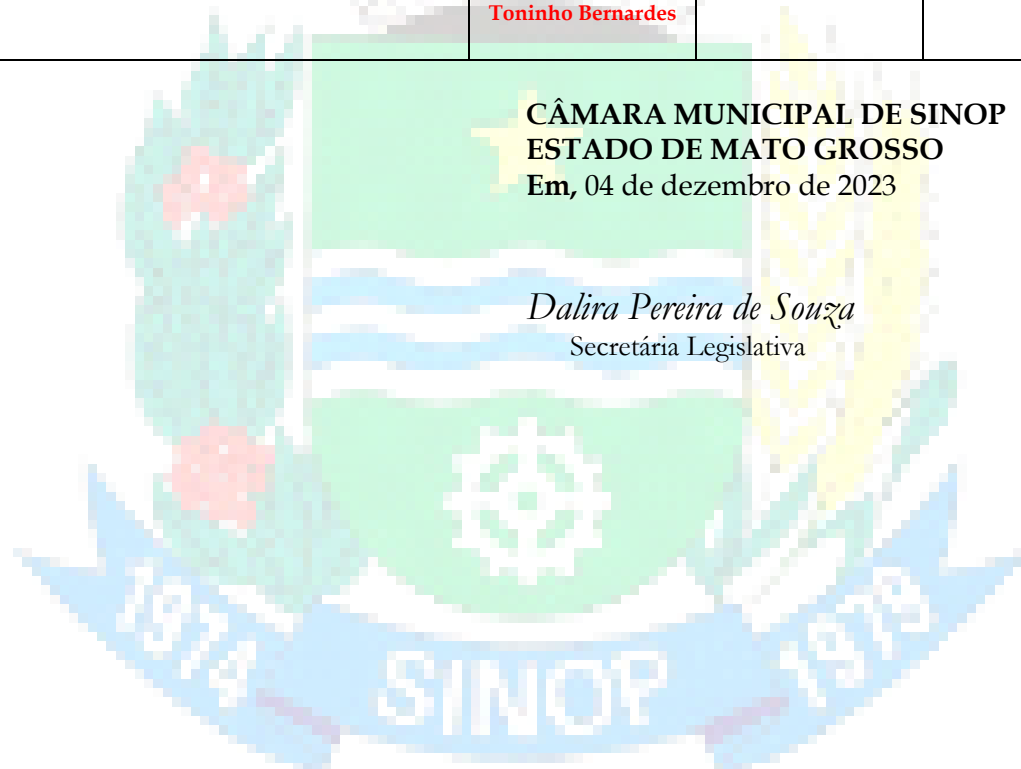 Toninho Bernardes
CÂMARA MUNICIPAL DE SINOP
ESTADO DE MATO GROSSO
Em, 04 de dezembro de 2023
Dalira Pereira de Souza
Secretária Legislativa
1974
SINOP
1979